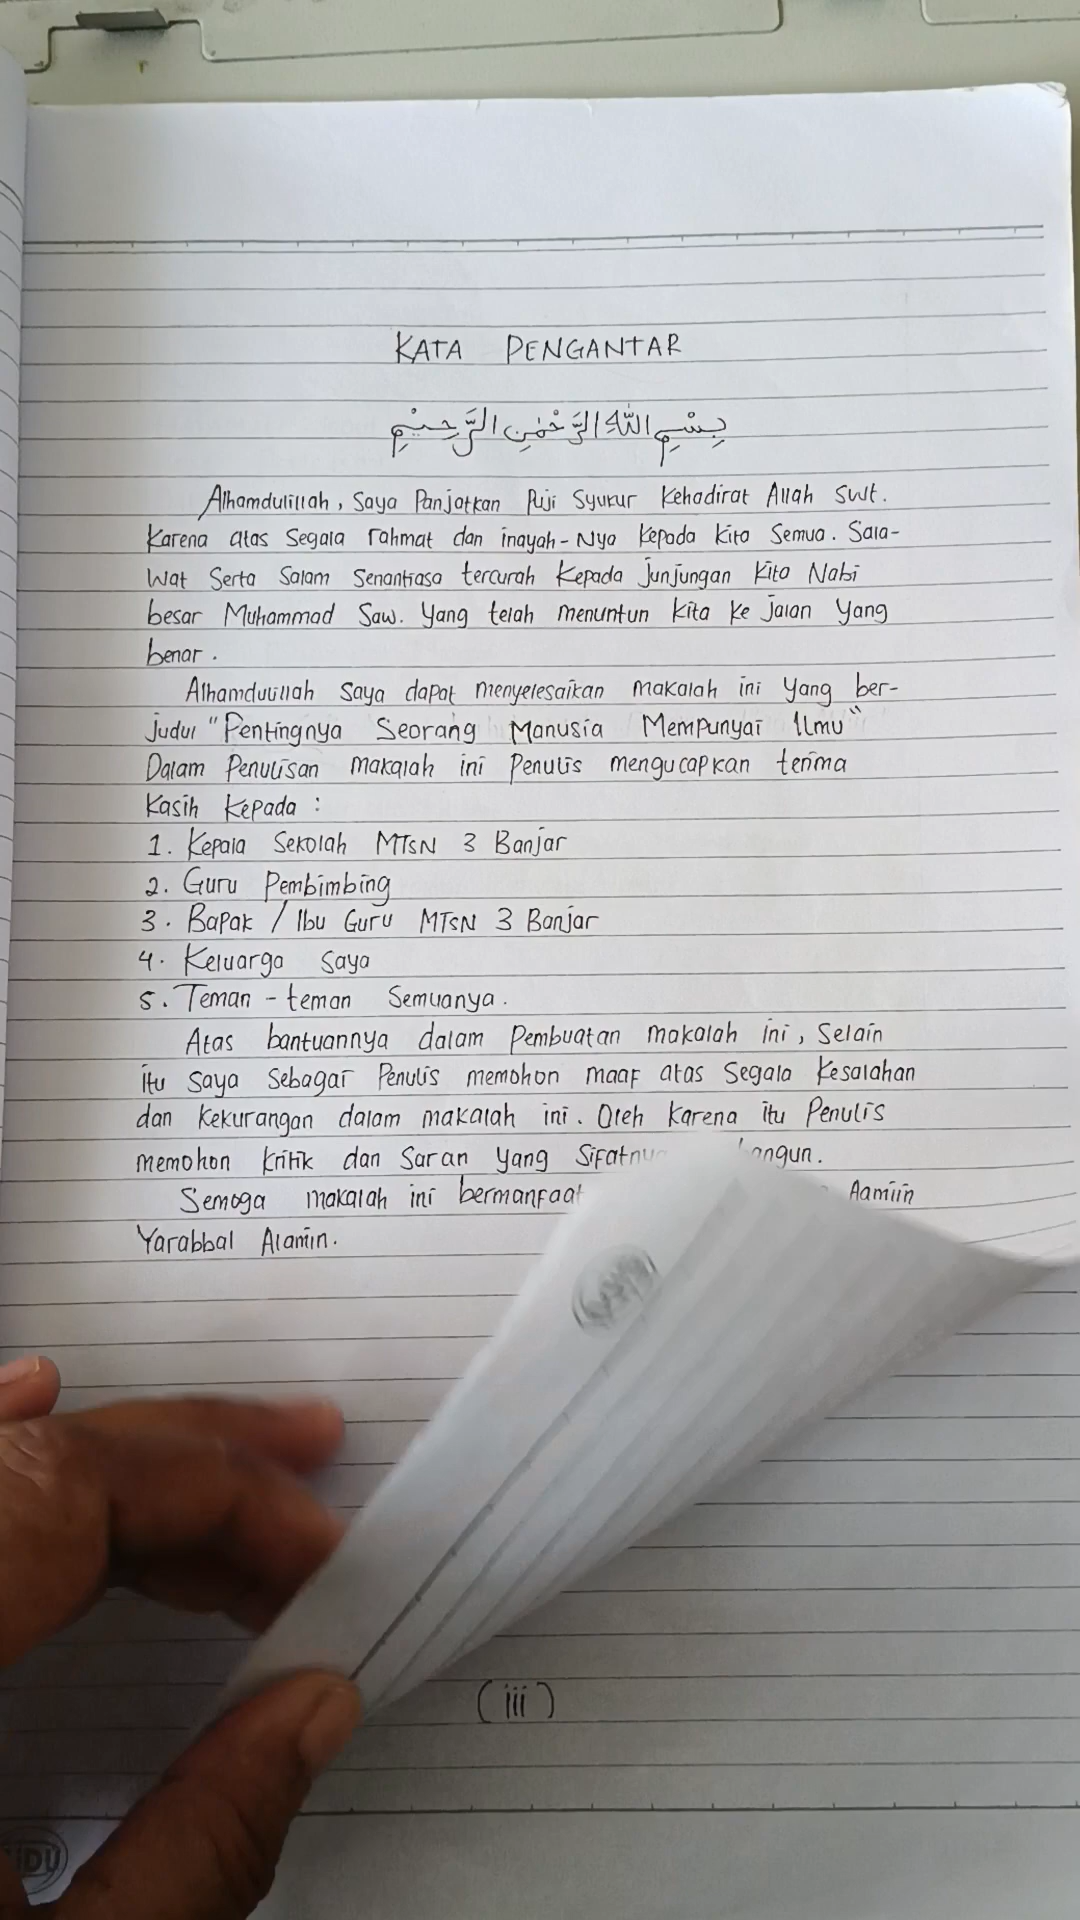 KATA PENGANTAR
بِسْمِ اللّٰهِ الرَّحْمٰنِ الرَّحِيْمِ
Alhamdulillah, Saya Panjatkan Puji Syukur Kehadirat Allah Swt.
Karena atas Segala rahmat dan inayah-Nya Kepada Kita Semua. Sala-
Wat Serta Salam Senantiasa tercurah Kepada Junjungan Kita Nabi
besar Muhammad Saw. Yang telah menuntun Kita Ke Jalan Yang
benar.
Alhamdulillah Saya dapat menyelesaikan makalah ini Yang ber-
Judul "Pentingnya Seorang Manusia Mempunyai Ilmu"
Dalam Penulisan makalah ini Penulis mengucapkan terima
Kasih Kepada :
1. Kepala Sekolah MTsN 3 Banjar
2. Guru Pembimbing
3. Bapak / Ibu Guru MTsN 3 Banjar
4. Keluarga Saya
5. Teman - teman Semuanya.
Atas bantuannya dalam Pembuatan makalah ini, Selain
itu Saya Sebagai Penulis memohon maaf atas Segala Kesalahan
dan Kekurangan dalam makalah ini. Oleh Karena itu Penulis
memohon Kritik dan Saran Yang
Semoga makalah ini bermanfaat Aamiin
Yarabbal Alamin.
(iii)